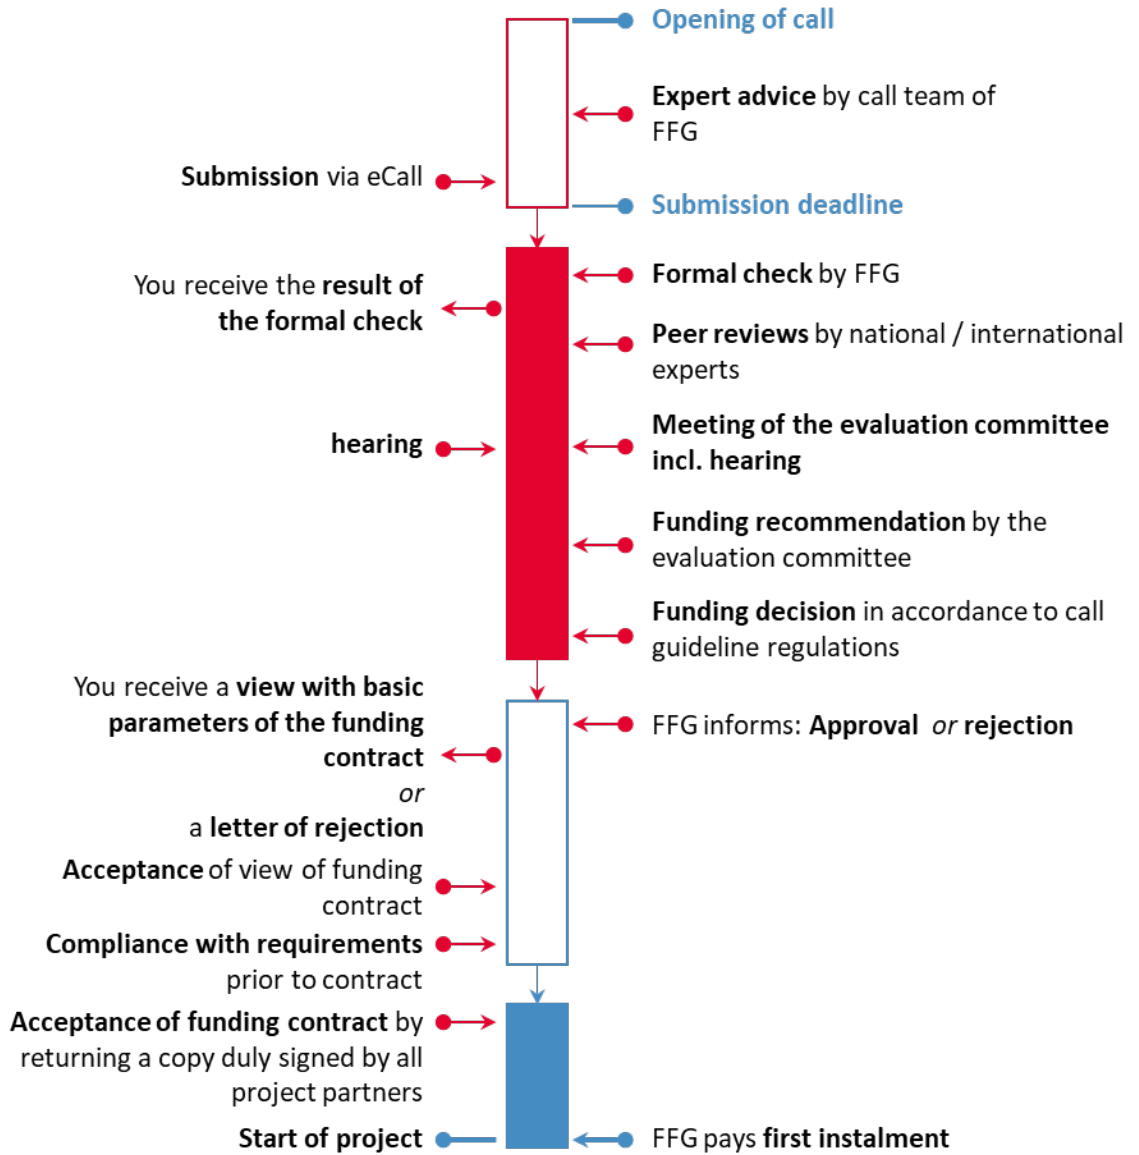 Opening of call
Expert advice by call team of
FFG
Submission via eCall
Submission deadline
Formal check by FFG
You receive the result of
the formal check
Peer reviews by national / international
experts
hearing
Meeting of the evaluation committee
incl. hearing
Funding recommendation by the
evaluation committee
Funding decision in accordance to call
guideline regulations
You receive a view with basic
parameters of the funding
contract
or
a letter of rejection
FFG informs: Approval or rejection
Acceptance of view of funding
contract
Compliance with requirements
prior to contract
Acceptance of funding contract by
returning a copy duly signed by all
project partners
Start of project
FFG pays first instalment